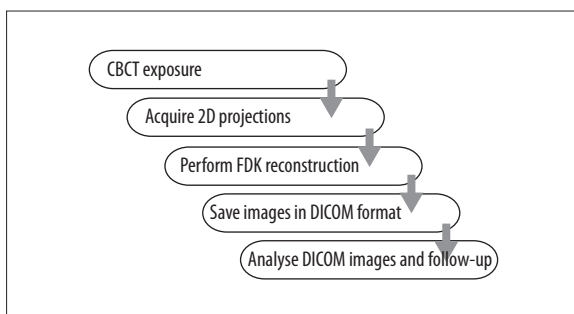 CBCT exposure
Acquire 2D projections
Perform FDK reconstruction
Save images in DICOM format
Analyse DICOM images and follow-up